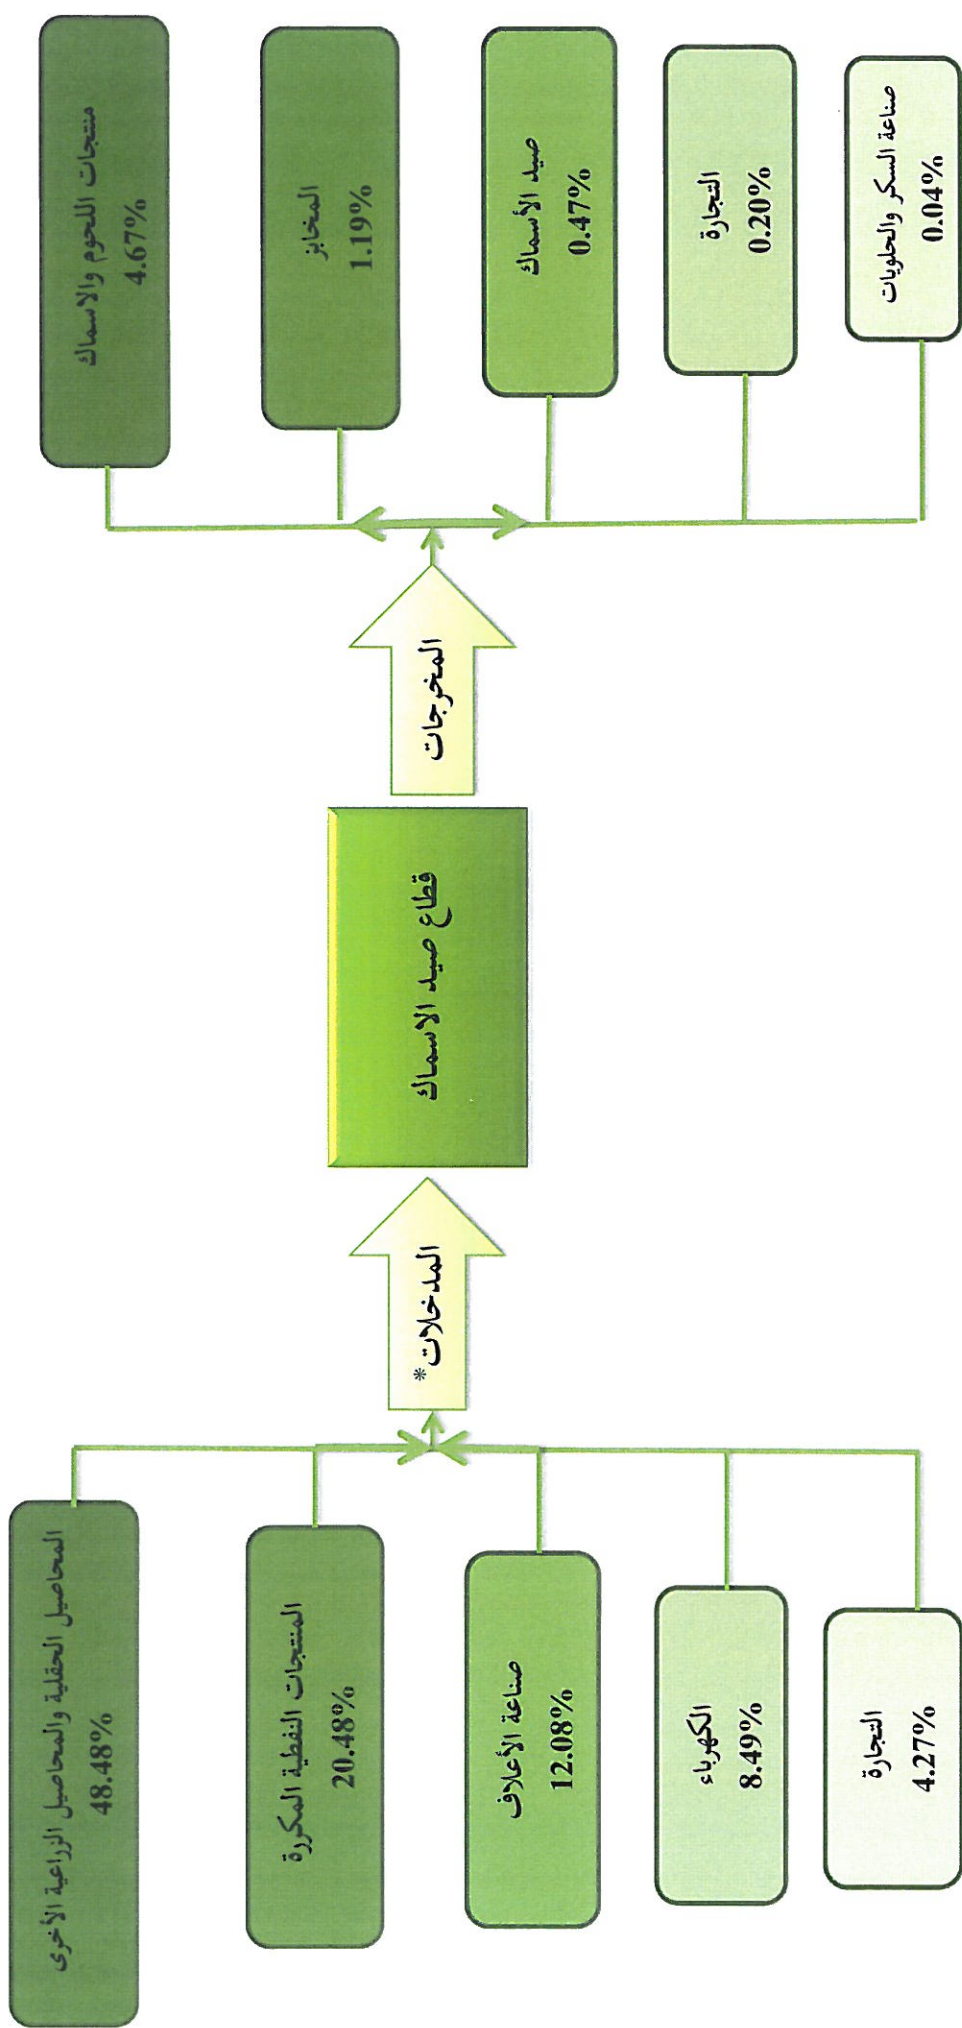 المحاصيل الحقلية والمحاصيل الزراعية الأخرى
48.48%
المنتجات النفطية المكررة
20.48%
صناعة الأعلاف
12.08%
الكهرباء
8.49%
التجارة
4.27%
المدخلات*
قطاع صيد الاسماك
المخرجات
منتجات اللحوم والاسماك
4.67%
المخابز
1.19%
صيد الأسماك
0.47%
التجارة
0.20%
صناعة السكر والحلويات
0.04%